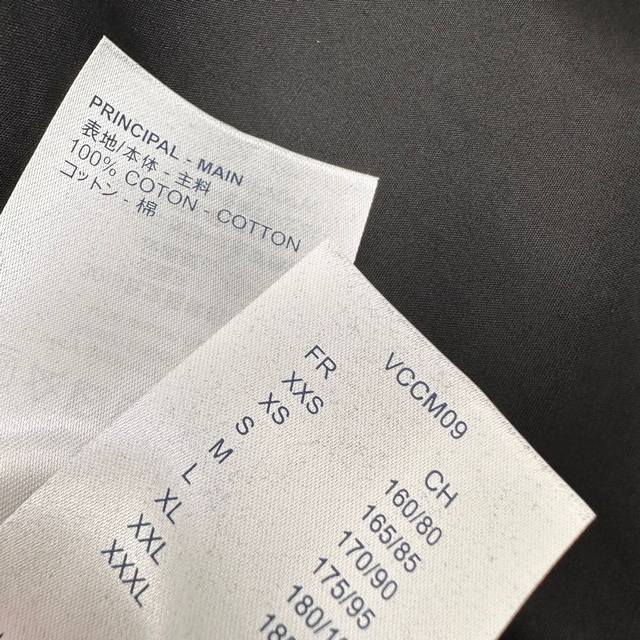 PRINCIPAL - MAIN
表地/本体 - 主料
100% COTON - COTTON
コットン - 棉
VCCM09
FR CH
XXS 160/80
XS 165/85
S 170/90
M 175/95
L
XL
XXL
XXXL